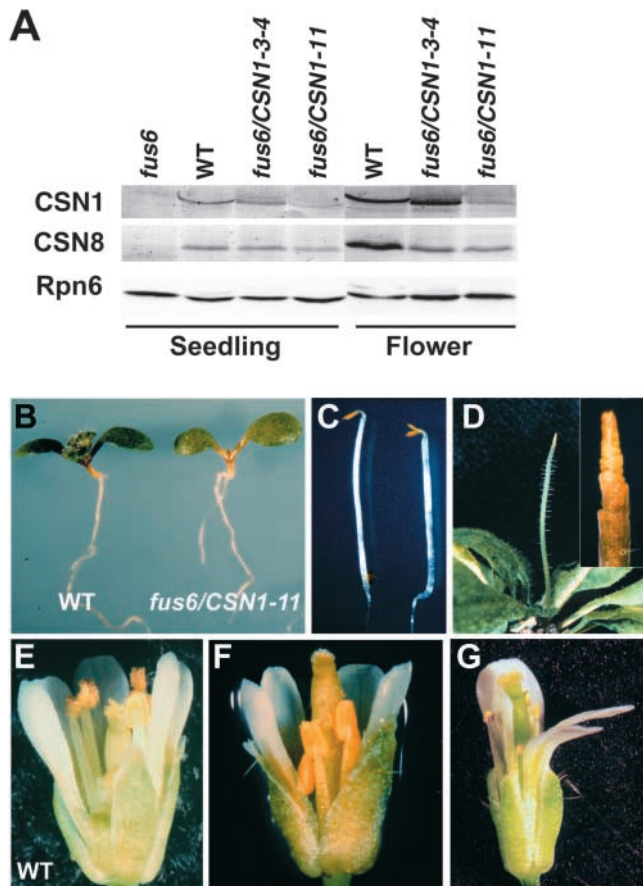 A
fus6
WT
fus6/CSN1-3-4
fus6/CSN1-11
WT
fus6/CSN1-3-4
fus6/CSN1-11
CSN1
CSN8
Rpn6
Seedling
Flower
B
C
D
WT
fus6/CSN1-11
E
F
G
WT